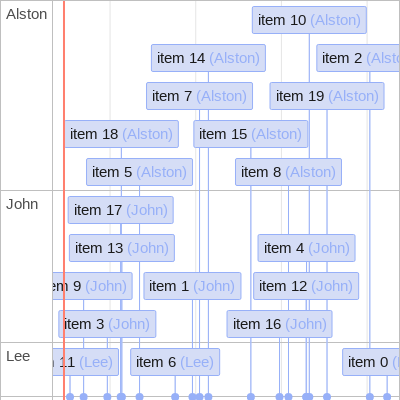 Alston
item 10 (Alston)
item 14 (Alston)
item 2
item 7 (Alston)
item 19 (Alston)
item 18 (Alston)
item 15 (Alston)
item 5 (Alston)
item 8 (Alston)
John
item 17 (John)
item 13 (John)
item 4 (John)
9 (John)
item 1 (John)
item 12 (John)
item 3 (John)
item 16 (John)
Lee
11 (Lee)
item 6 (Lee)
item 0